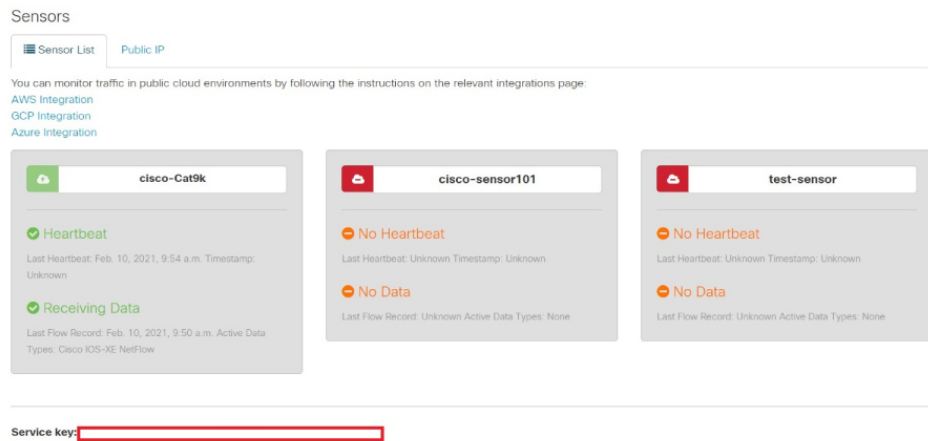 Sensors
Sensor List
Public IP
You can monitor traffic in public cloud environments by following the instructions on the relevant integrations page:
AWS Integration
GCP Integration
Azure Integration
cisco-Cat9k
Heartbeat
Last Heartbeat: Feb. 10, 2021, 9:54 a.m. Timestamp:
Unknown
Receiving Data
Last Flow Record: Feb. 10, 2021, 9:50 a.m. Active Data
Types: Cisco IOS-XE NetFlow
cisco-sensor101
No Heartbeat
Last Heartbeat: Unknown Timestamp: Unknown
No Data
Last Flow Record: Unknown Active Data Types: None
test-sensor
No Heartbeat
Last Heartbeat: Unknown Timestamp: Unknown
No Data
Last Flow Record: Unknown Active Data Types: None
Service key: